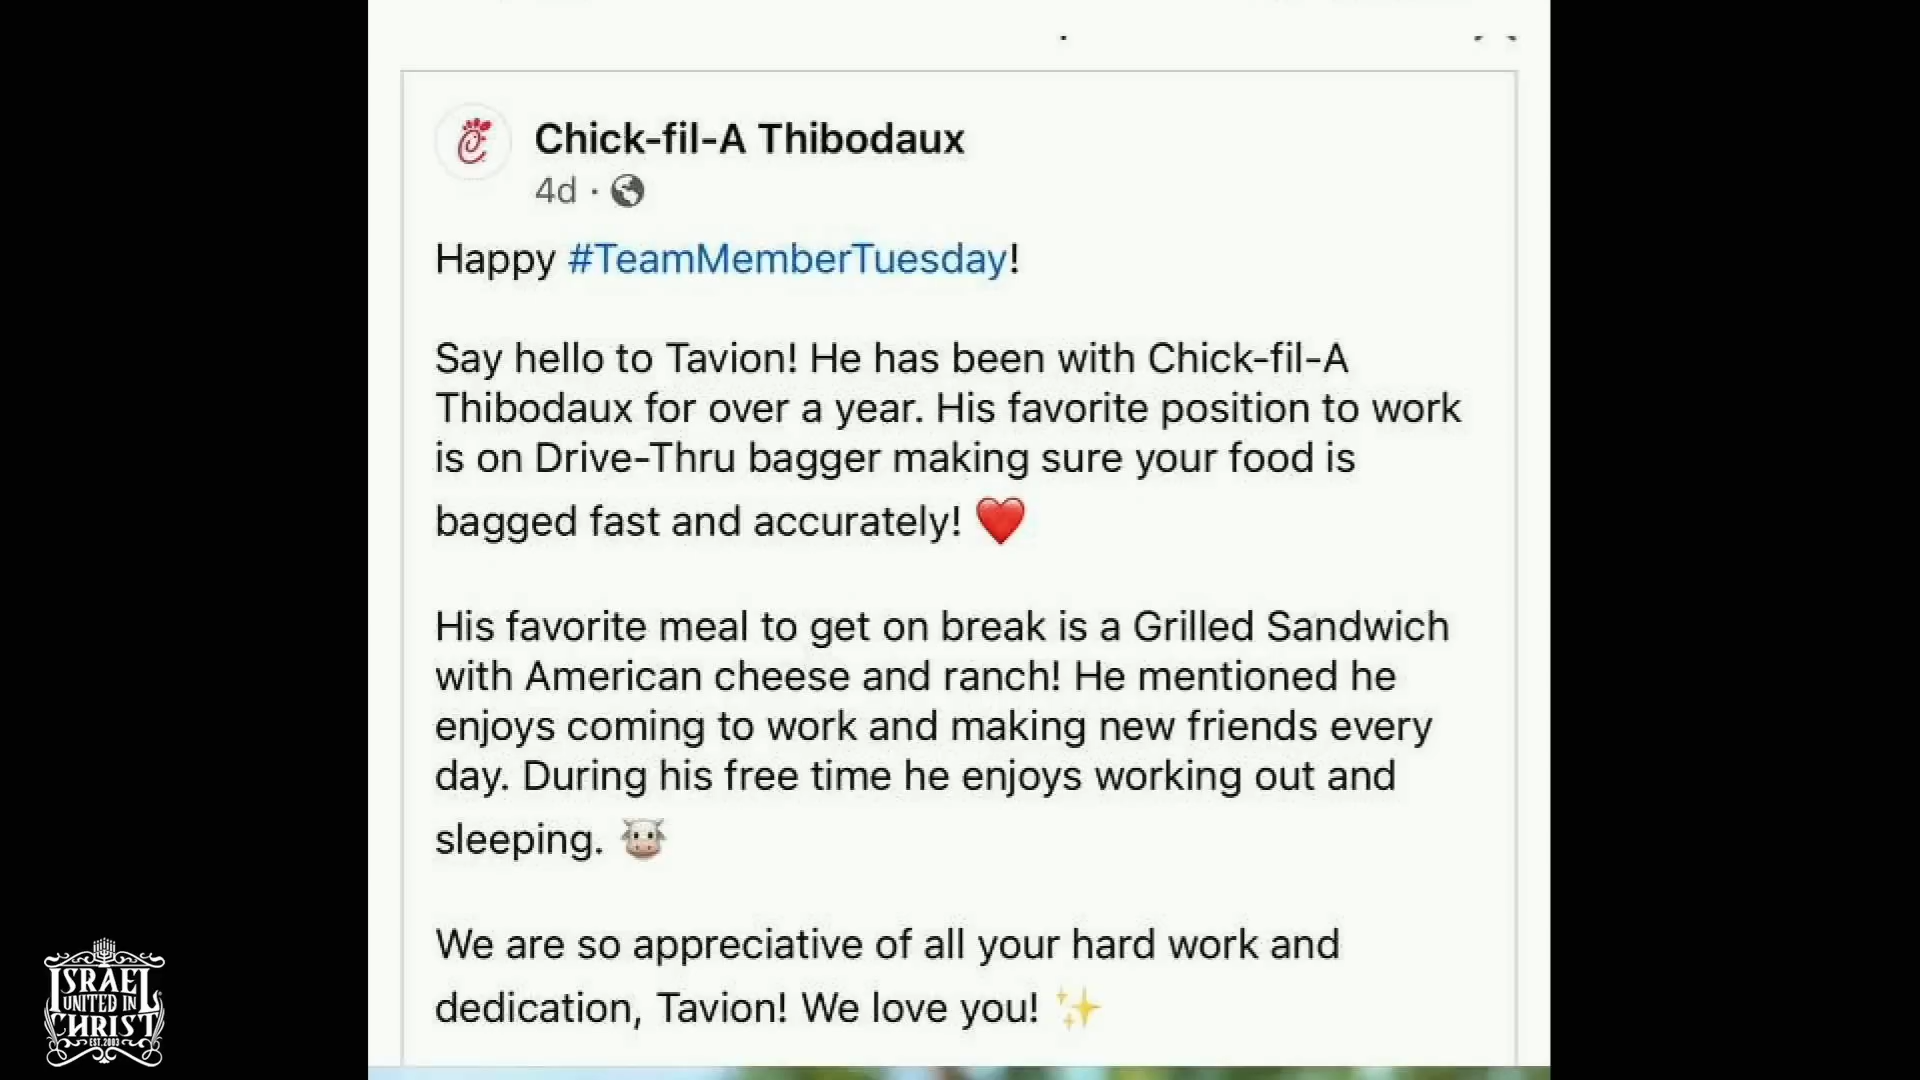 Chick-fil-A Thibodaux
4d ·
Happy #TeamMemberTuesday!
Say hello to Tavion! He has been with Chick-fil-A
Thibodaux for over a year. His favorite position to work
is on Drive-Thru bagger making sure your food is
bagged fast and accurately! ❤️
His favorite meal to get on break is a Grilled Sandwich
with American cheese and ranch! He mentioned he
enjoys coming to work and making new friends every
day. During his free time he enjoys working out and
sleeping. 🐮
We are so appreciative of all your hard work and
dedication, Tavion! We love you! ✨
ISRAEL
UNITED IN
CHRIST
EST. 2003